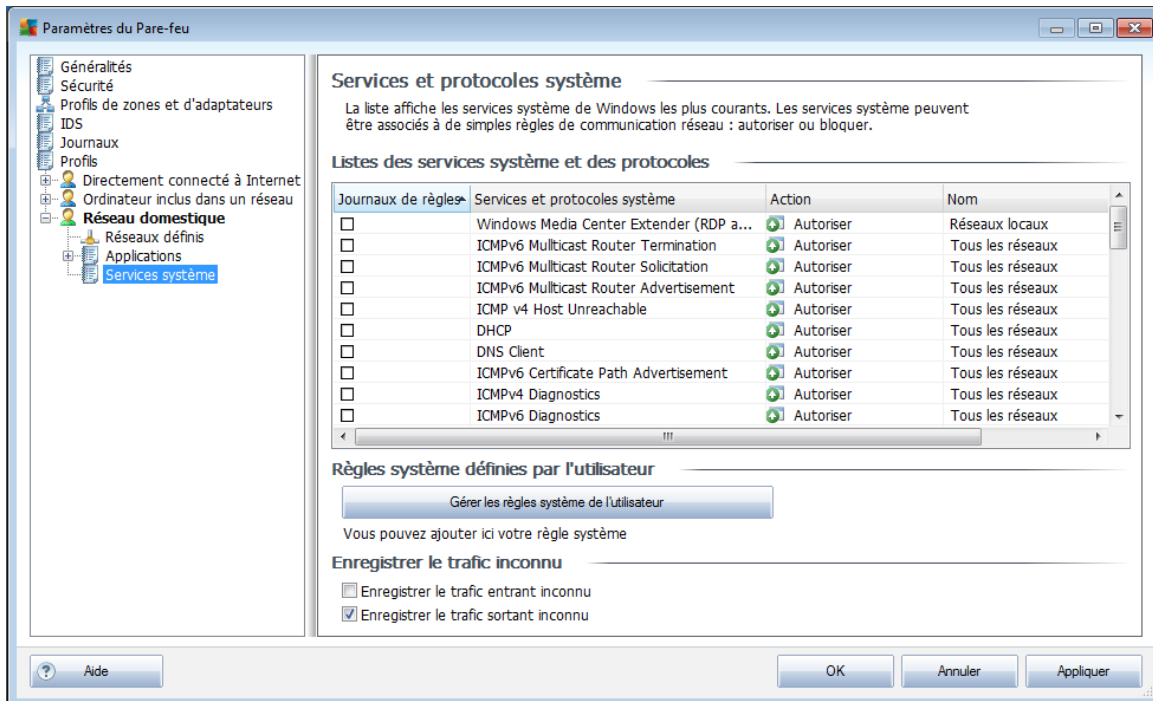 Paramètres du Pare-feu
Généralités
Sécurité
Profils de zones et d'adaptateurs
IDS
Journaux
Profils
Directement connecté à Internet
Ordinateur inclus dans un réseau
Réseau domestique
Réseaux définis
Applications
Services système
Services et protocoles système
La liste affiche les services système de Windows les plus courants. Les services système peuvent
être associés à de simples règles de communication réseau : autoriser ou bloquer.
Listes des services système et des protocoles
Journaux de règles Services et protocoles système Action Nom
Windows Media Center Extender (RDP a... Autoriser Réseaux locaux
ICMPv6 Mullticast Router Termination Autoriser Tous les réseaux
ICMPv6 Mullticast Router Solicitation Autoriser Tous les réseaux
ICMPv6 Mullticast Router Advertisement Autoriser Tous les réseaux
ICMP v4 Host Unreachable Autoriser Tous les réseaux
DHCP Autoriser Tous les réseaux
DNS Client Autoriser Tous les réseaux
ICMPv6 Certificate Path Advertisement Autoriser Tous les réseaux
ICMPv4 Diagnostics Autoriser Tous les réseaux
ICMPv6 Diagnostics Autoriser Tous les réseaux
Règles système définies par l'utilisateur
Gérer les règles système de l'utilisateur
Vous pouvez ajouter ici votre règle système
Enregistrer le trafic inconnu
Enregistrer le trafic entrant inconnu
Enregistrer le trafic sortant inconnu
? Aide OK Annuler Appliquer